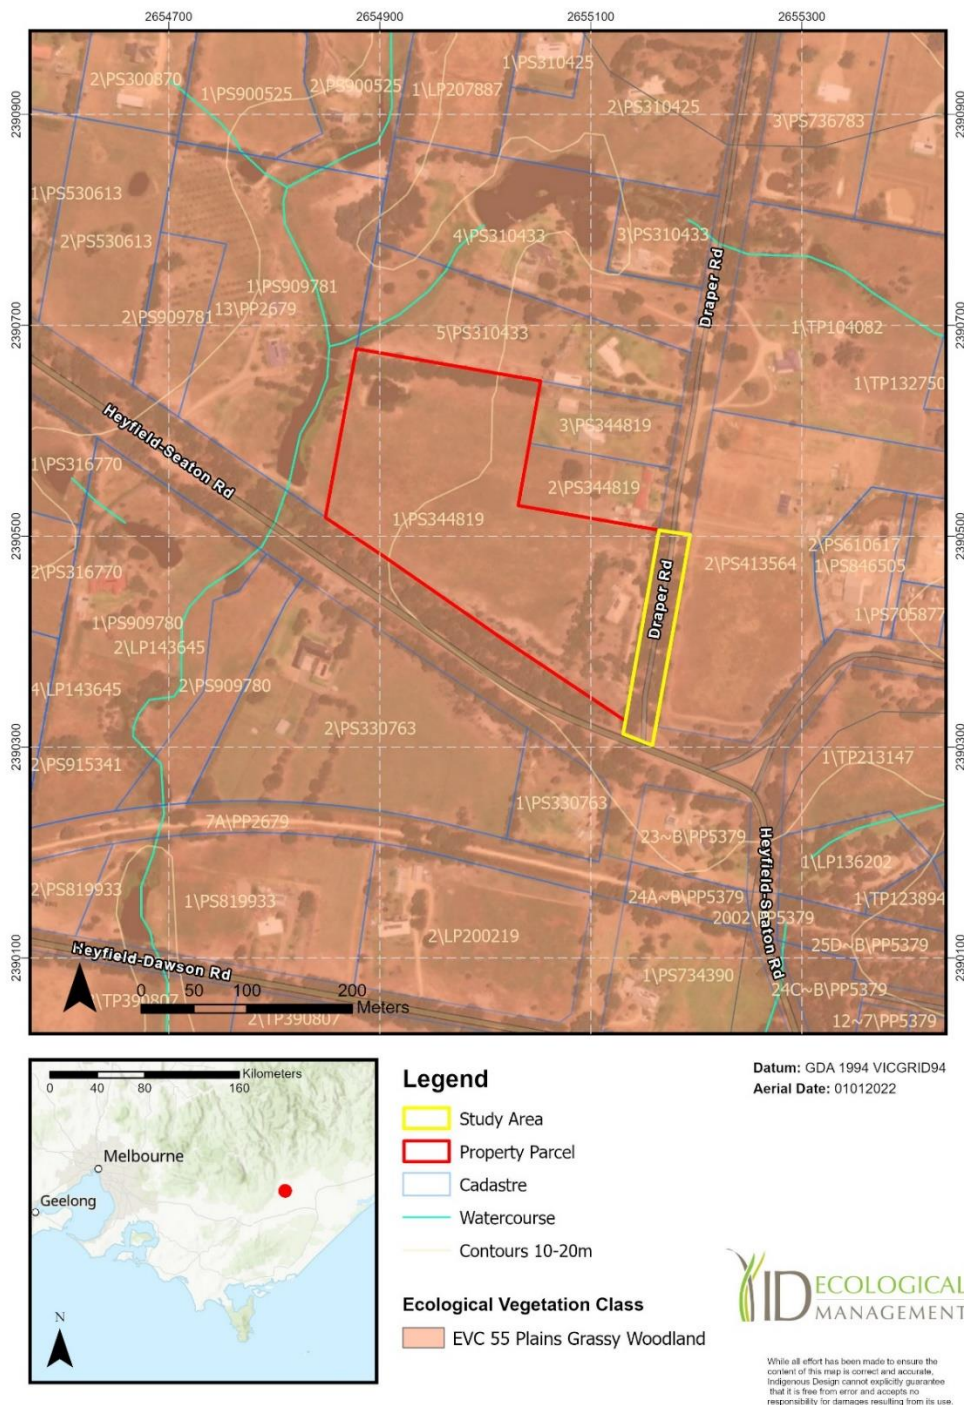 2654700
2654900
2655100
2655300
2390900
2390700
2390500
2390300
2390100
2390900
2390700
2390500
2390300
2390100
2\PS300870
1\PS900525
2\PS900525
1\LP207887
1\PS310425
2\PS310425
3\PS736783
1\PS530613
2\PS530613
4\PS310433
3\PS310433
Draper Rd
1\PS909781
13\PP2679
2\PS909781
5\PS310433
1\TP104082
1\TP132750
Heyfield-Seaton Rd
3\PS344819
1\PS316770
2\PS344819
1\PS344819
2\PS610617
2\PS316770
2\PS413564
1\PS846505
Draper Rd
1\PS909780
1\PS705877
2\LP143645
4\LP143645
2\PS909780
2\PS330763
2\PS915341
1\TP213147
1\PS330763
7A\PP2679
23~B\PP5379
Heyfield-Seaton Rd
1\LP136202
2\PS819933
1\PS819933
24A~B\PP5379
1\TP123894
2002\PP5379
2\LP200219
25D~B\PP5379
Heyfield-Dawson Rd
1\PS734390
24C~B\PP5379
\TP390807
2\TP390807
12~7\PP5379
0 50 100 200
Meters
Kilometers
0 40 80 160
Melbourne
Geelong
N
Legend
Study Area
Property Parcel
Cadastre
Watercourse
Contours 10-20m
Ecological Vegetation Class
EVC 55 Plains Grassy Woodland
Datum: GDA 1994 VICGRID94
Aerial Date: 01012022
ID ECOLOGICAL
MANAGEMENT
While all effort has been made to ensure the
content of this map is correct and accurate,
Indigenous Design cannot explicitly guarantee
that it is free from error and accepts no
responsibility for damages resulting from its use.